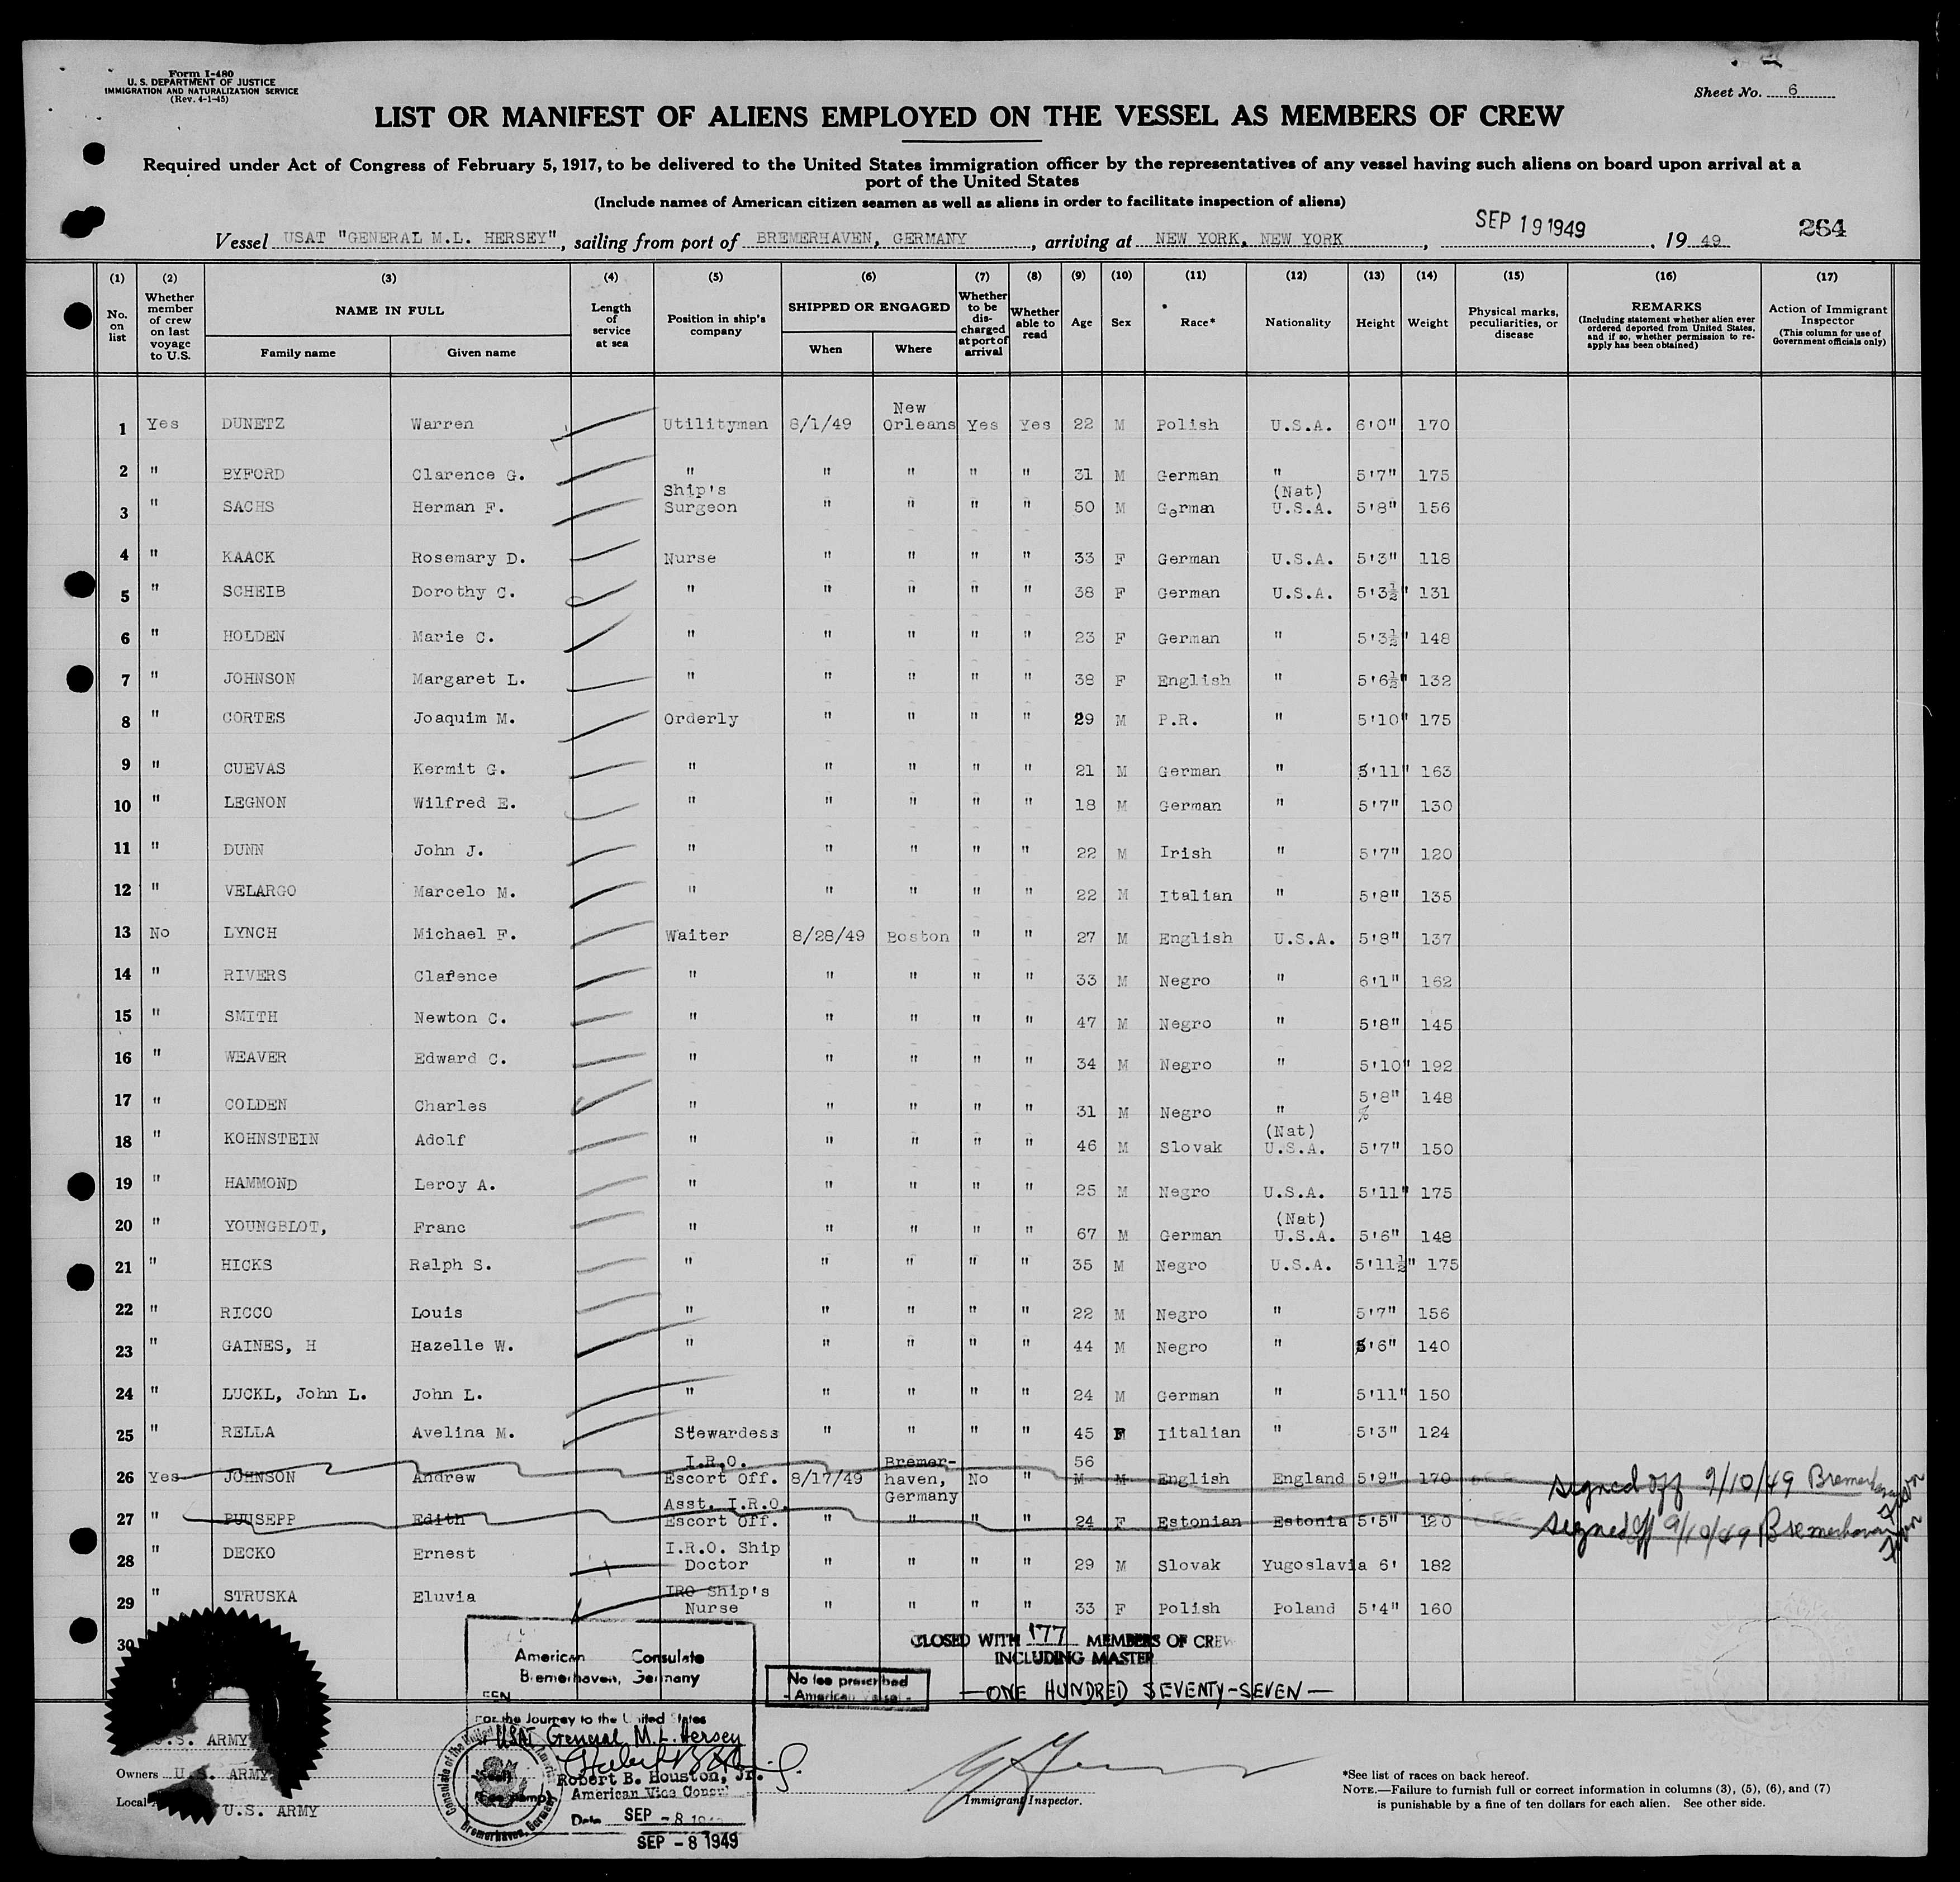 Form I-480
U. S. DEPARTMENT OF JUSTICE
IMMIGRATION AND NATURALIZATION SERVICE
(Rev. 4-1-45)
Sheet No. 6
LIST OR MANIFEST OF ALIENS EMPLOYED ON THE VESSEL AS MEMBERS OF CREW
Required under Act of Congress of February 5, 1917, to be delivered to the United States immigration officer by the representatives of any vessel having such aliens on board upon arrival at a
port of the United States
(Include names of American citizen seamen as well as aliens in order to facilitate inspection of aliens)
Vessel USAT "GENERAL M.L. HERSEY", sailing from port of BREMERHAVEN, GERMANY, arriving at NEW YORK, NEW YORK, SEP 19 1949, 19 49 264
(1) (2) (3) (4) (5) (6) (7) (8) (9) (10) (11) (12) (13) (14) (15) (16) (17)
No. on list
Whether member of crew on last voyage to U.S.
NAME IN FULL
Family name
Given name
Length of service at sea
Position in ship's company
SHIPPED OR ENGAGED
When
Where
Whether to be discharged at port of arrival
Whether able to read
Age
Sex
Race*
Nationality
Height
Weight
Physical marks, peculiarities, or disease
REMARKS
(Including statement whether alien ever ordered deported from United States, and if so, whether permission to reapply has been obtained)
Action of Immigrant Inspector
(This column for use of Government officials only)
1 Yes DUNETZ Warren Utilityman 8/1/49 New Orleans Yes Yes 22 M Polish U.S.A. 6'0" 170
2 " BYFORD Clarence G. " " " " " 31 M German " 5'7" 175
3 " SACHS Herman F. Ship's Surgeon " " " " 50 M German (Nat) U.S.A. 5'8" 156
4 " KAACK Rosemary D. Nurse " " " " 33 F German U.S.A. 5'3" 118
5 " SCHEIB Dorothy C. " " " " " 38 F German U.S.A. 5'3½" 131
6 " HOLDEN Marie C. " " " " " 23 F German " 5'3½" 148
7 " JOHNSON Margaret L. " " " " " 38 F English " 5'6½" 132
8 " CORTES Joaquim M. Orderly " " " " 29 M P.R. " 5'10" 175
9 " CUEVAS Kermit G. " " " " " 21 M German " 5'11" 163
10 " LEGNON Wilfred E. " " " " " 18 M German " 5'7" 130
11 " DUNN John J. " " " " " 22 M Irish " 5'7" 120
12 " VELARGO Marcelo M. " " " " " 22 M Italian " 5'8" 135
13 No LYNCH Michael F. Waiter 8/28/49 Boston " " 27 M English U.S.A. 5'8" 137
14 " RIVERS Clarence " " " " " 33 M Negro " 6'1" 162
15 " SMITH Newton C. " " " " " 47 M Negro " 5'8" 145
16 " WEAVER Edward C. " " " " " 34 M Negro " 5'10" 192
17 " COLDEN Charles " " " " " 31 M Negro " 5'8" 148
18 " KOHNSTEIN Adolf " " " " " 46 M Slovak (Nat) U.S.A. 5'7" 150
19 " HAMMOND Leroy A. " " " " " 25 M Negro U.S.A. 5'11" 175
20 " YOUNGBLOT, Franc " " " " " 67 M German (Nat) U.S.A. 5'6" 148
21 " HICKS Ralph S. " " " " " 35 M Negro U.S.A. 5'11½" 175
22 " RICCO Louis " " " " " 22 M Negro " 5'7" 156
23 " GAINES, H Hazelle W. " " " " " 44 M Negro " 5'6" 140
24 " LUCKL, John L. John L. " " " " " 24 M German " 5'11" 150
25 " RELLA Avelina M. Stewardess " " " " 45 F Iitalian " 5'3" 124
26 Yes JOHNSON Andrew I.R.O. Escort Off. 8/17/49 Bremer-haven, Germany No " 56 M M English England 5'9" 170 signed off 9/10/49 Bremerhaven
27 " PUUSEPP Edith Asst. I.R.O. Escort Off. " " " " 24 F Estonian Estonia 5'5" 120 signed off 9/10/49 Bremerhaven
28 " DECKO Ernest I.R.O. Ship Doctor " " " " 29 M Slovak Yugoslavia 6' 182
29 " STRUSKA Eluvia IRO Ship's Nurse " " " " 33 F Polish Poland 5'4" 160
30
CLOSED WITH 177 MEMBERS OF CREW
INCLUDING MASTER
—ONE HUNDRED SEVENTY-SEVEN—
American Consulate
Bremerhaven, Germany
No fee prescribed
American Vessel
For the Journey to the United States
USAT General M.L. Hersey
Robert B. Houston, Jr.
American Vice Consul
Date SEP - 8
SEP - 8 1949
Consulate of the United States of America
Bremerhaven, Germany
U.S. ARMY
Owners U.S. ARMY
Local
U.S. ARMY
Immigrant Inspector.
*See list of races on back hereof.
NOTE.—Failure to furnish full or correct information in columns (3), (5), (6), and (7)
is punishable by a fine of ten dollars for each alien. See other side.